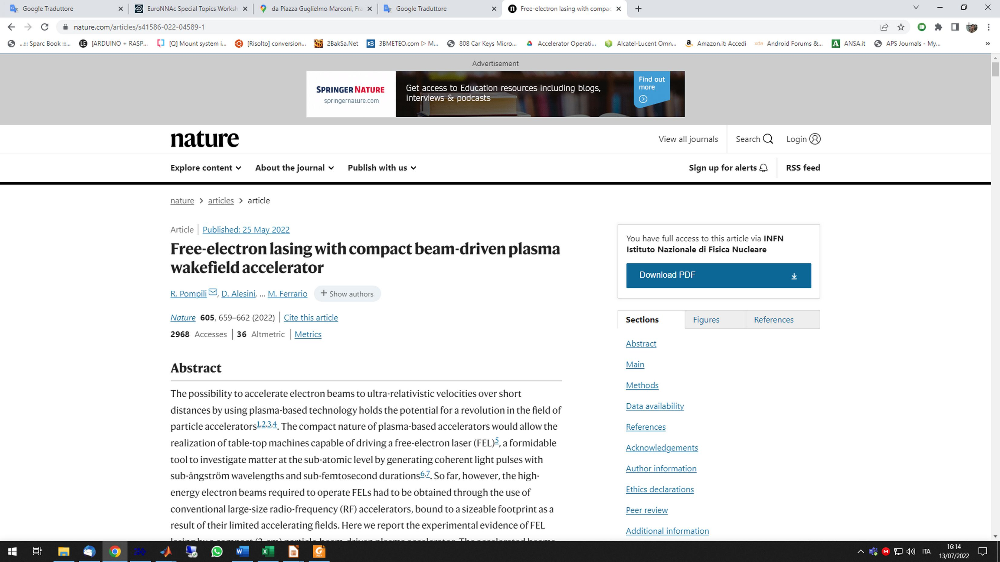 Google Traduttore
EuroNNAc Special Topics Worksh
da Piazza Guglielmo Marconi, Fra
Google Traduttore
Free-electron lasing with compac
nature.com/articles/s41586-022-04589-1
...::: Sparc Book :::...
[ARDUINO + RASP...
[Q] Mount system i...
[Risolto] conversion...
2BakSa.Net
3BMETEO.com ▷ M...
808 Car Keys Micro...
Accelerator Operati...
Alcatel-Lucent Omn...
Amazon.it: Accedi
xda Android Forums &...
ANSA.it
APS Journals - My...
»
Advertisement
SPRINGER NATURE
springernature.com
Get access to Education resources including blogs,
interviews & podcasts
Find out
more
nature
View all journals
Search
Login
Explore content
About the journal
Publish with us
Sign up for alerts
RSS feed
nature > articles > article
Article | Published: 25 May 2022
Free-electron lasing with compact beam-driven plasma
wakefield accelerator
R. Pompili, D. Alesini, ... M. Ferrario
+ Show authors
Nature 605, 659–662 (2022) | Cite this article
2968 Accesses | 36 Altmetric | Metrics
Abstract
The possibility to accelerate electron beams to ultra-relativistic velocities over short
distances by using plasma-based technology holds the potential for a revolution in the field of
particle accelerators1,2,3,4. The compact nature of plasma-based accelerators would allow the
realization of table-top machines capable of driving a free-electron laser (FEL)5, a formidable
tool to investigate matter at the sub-atomic level by generating coherent light pulses with
sub-ångström wavelengths and sub-femtosecond durations6,7. So far, however, the high-
energy electron beams required to operate FELs had to be obtained through the use of
conventional large-size radio-frequency (RF) accelerators, bound to a sizeable footprint as a
result of their limited accelerating fields. Here we report the experimental evidence of FEL
lasing by a compact (3-cm) particle-beam-driven plasma accelerator. The accelerated beams
You have full access to this article via INFN
Istituto Nazionale di Fisica Nucleare
Download PDF
Sections
Figures
References
Abstract
Main
Methods
Data availability
References
Acknowledgements
Author information
Ethics declarations
Peer review
Additional information
ITA
16:14
13/07/2022